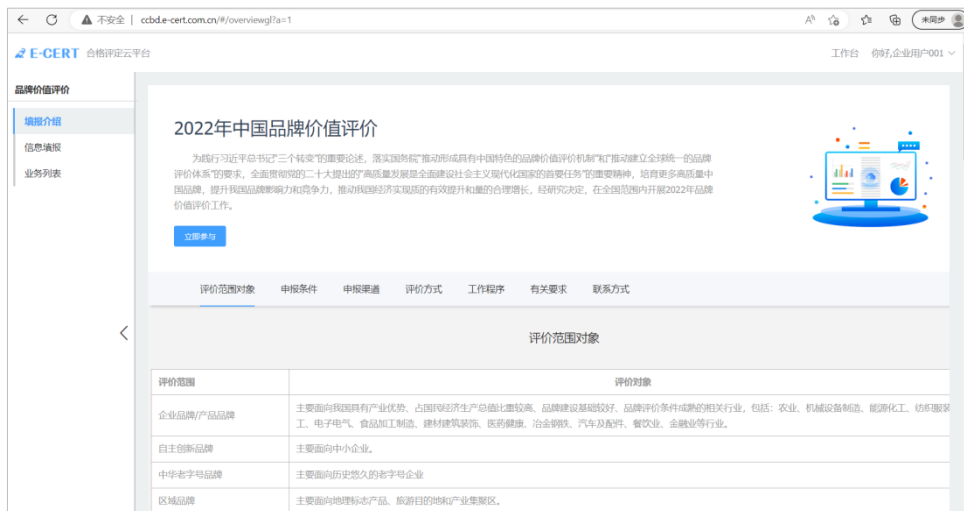 不安全 | ccbd.e-cert.com.cn/#/overviewgl?a=1
未同步
E-CERT 合格评定云平台
工作台 你好,企业用户001
品牌价值评价
填报介绍
信息填报
业务列表
2022年中国品牌价值评价
为践行习近平总书记“三个转变”的重要论述，落实国务院“推动形成具有中国特色的品牌价值评价机制”和“推动建立全球统一的品牌
评价体系”的要求，全面贯彻党的二十大提出的“高质量发展是全面建设社会主义现代化国家的首要任务”的重要精神，培育更多高质量中
国品牌，提升我国品牌影响力和竞争力，推动我国经济实现质的有效提升和量的合理增长，经研究决定，在全国范围内开展2022年品牌
价值评价工作。
立即参与
评价范围对象 申报条件 申报渠道 评价方式 工作程序 有关要求 联系方式
评价范围对象
评价范围 评价对象
企业品牌/产品品牌
主要面向我国具有产业优势、占国民经济生产总值比重较高、品牌建设基础较好、品牌评价条件成熟的相关行业，包括：农业、机械设备制造、能源化工、纺织服装
工、电子电气、食品加工制造、建材建筑装饰、医药健康、冶金钢铁、汽车及配件、餐饮业、金融业等行业。
自主创新品牌 主要面向中小企业。
中华老字号品牌 主要面向历史悠久的老字号企业
区域品牌 主要面向地理标志产品、旅游目的地和产业集聚区。